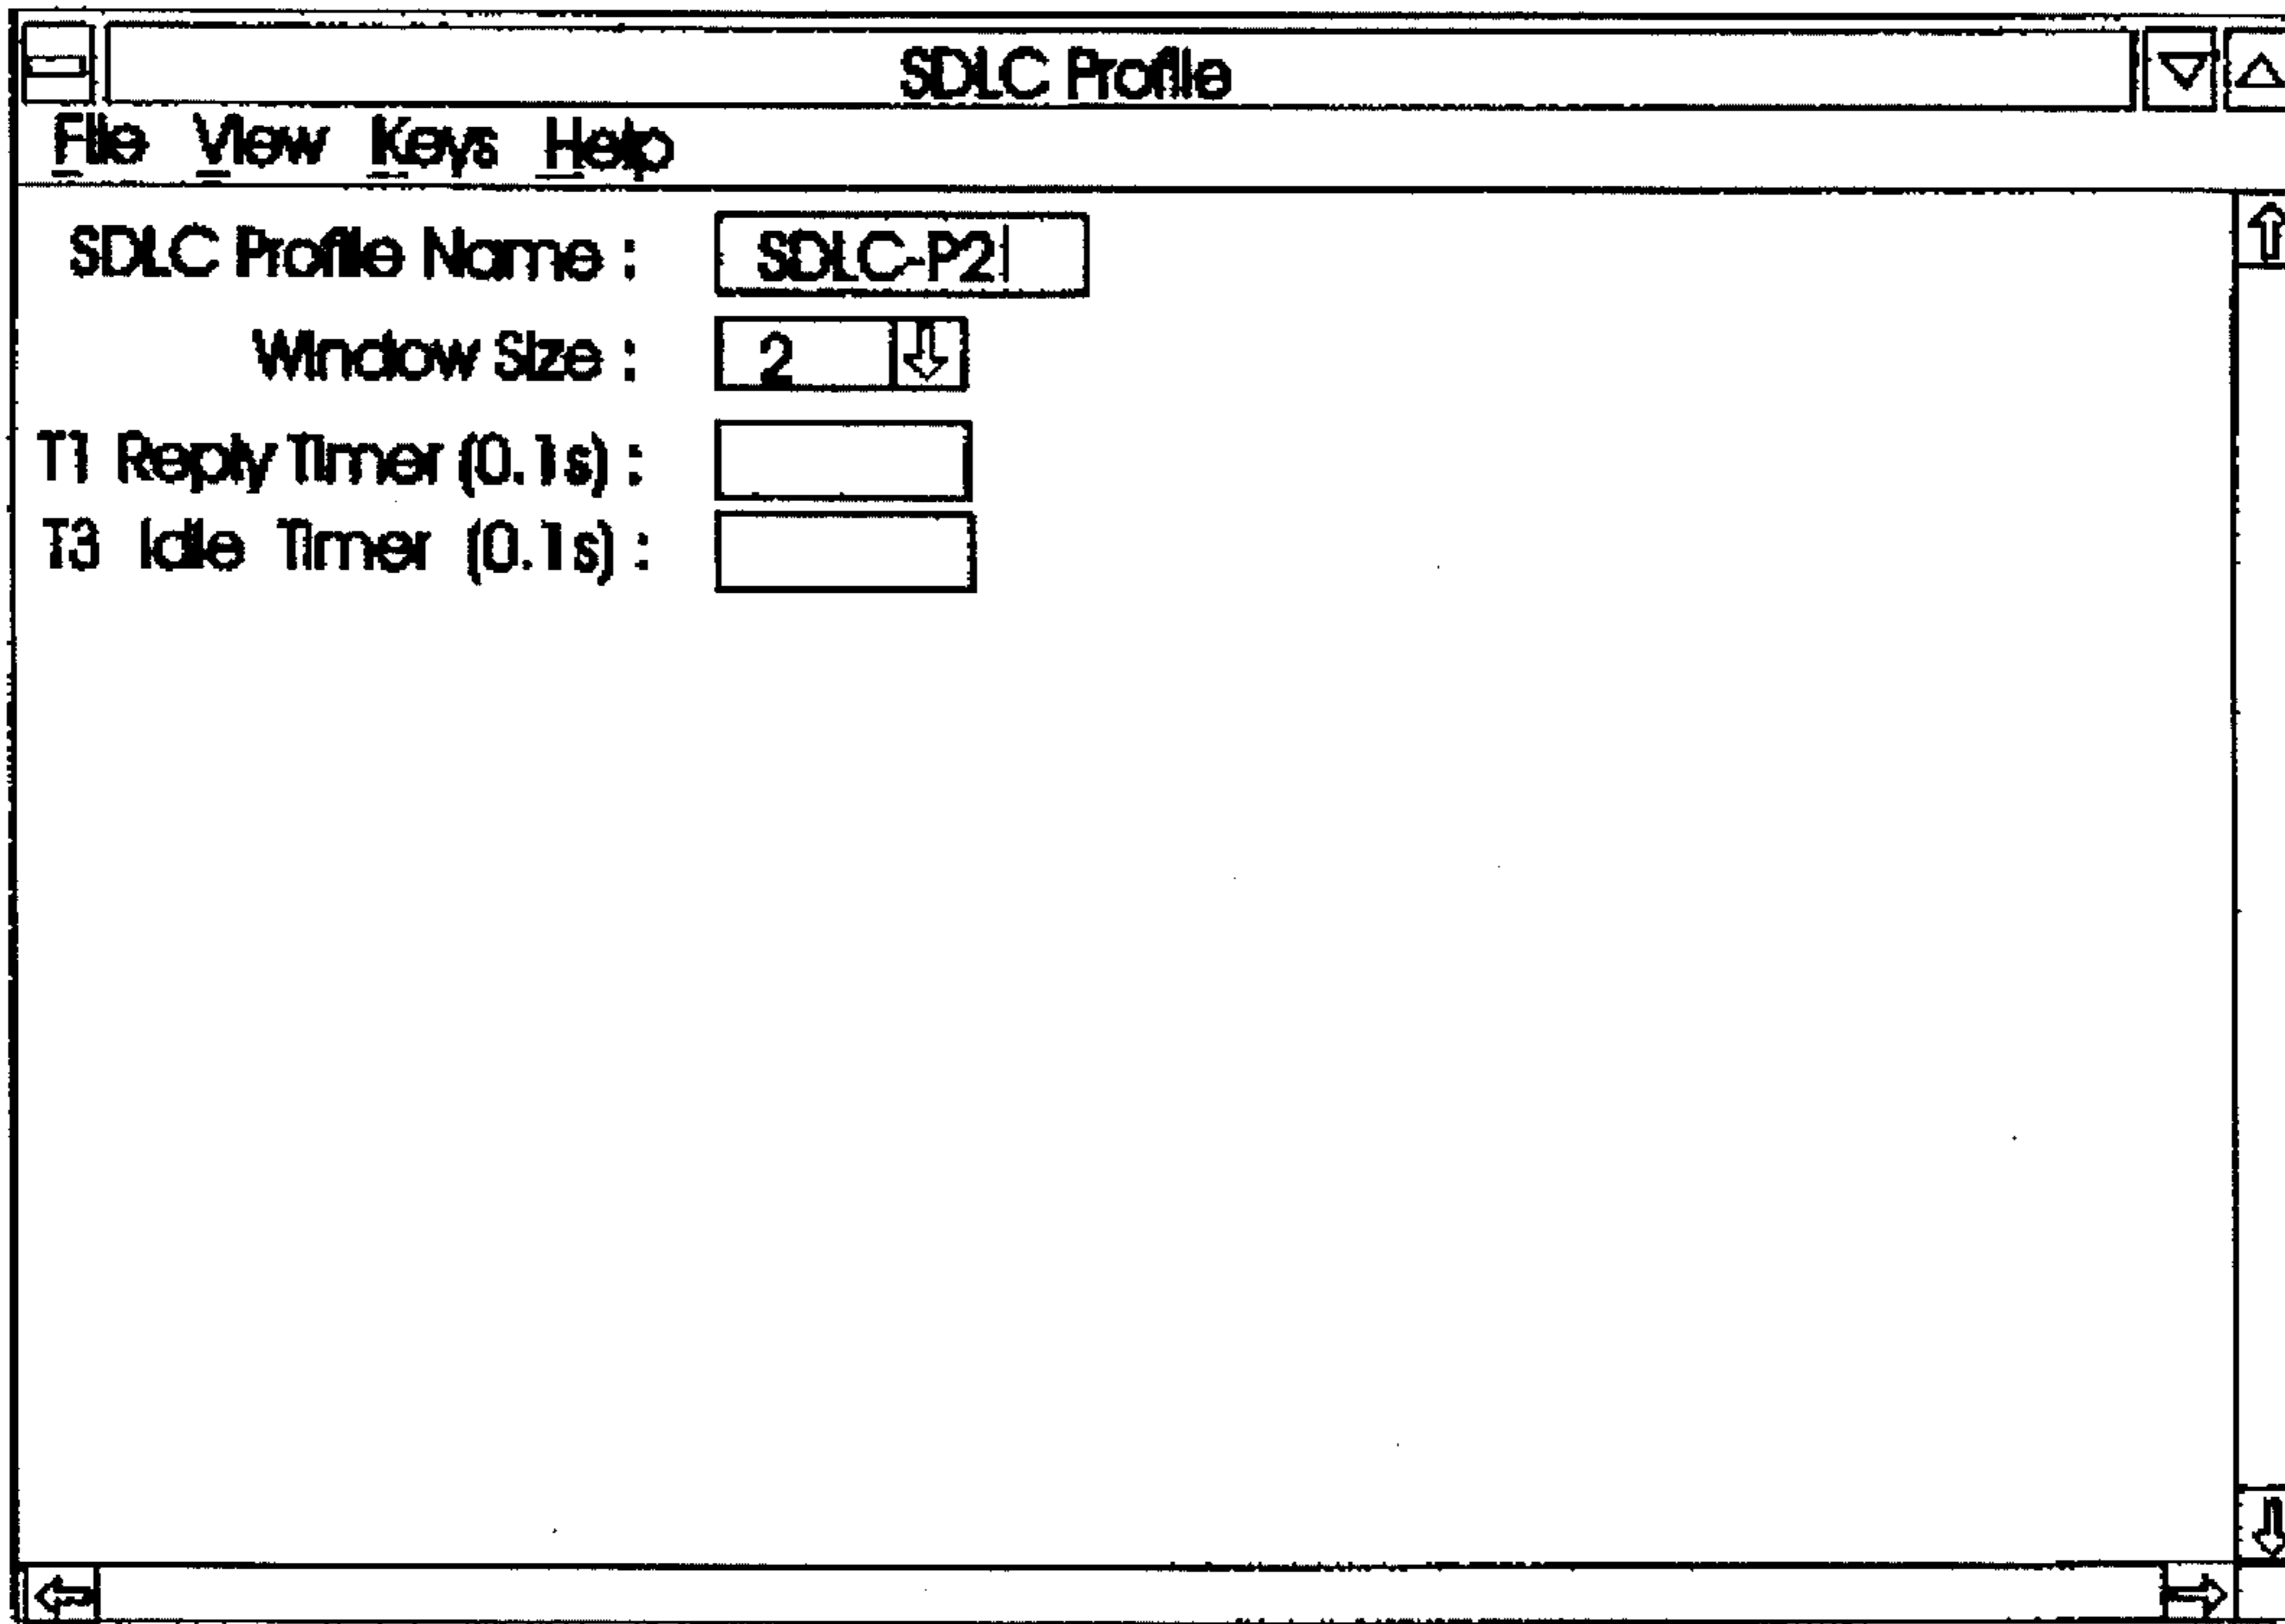 SDLC Profile
File View Keys Help
SDLC Profile Name : SDLC-P2
Window Size : 2
T1 Reply Timer (0.1s) :
T3 Idle Timer (0.1s) :